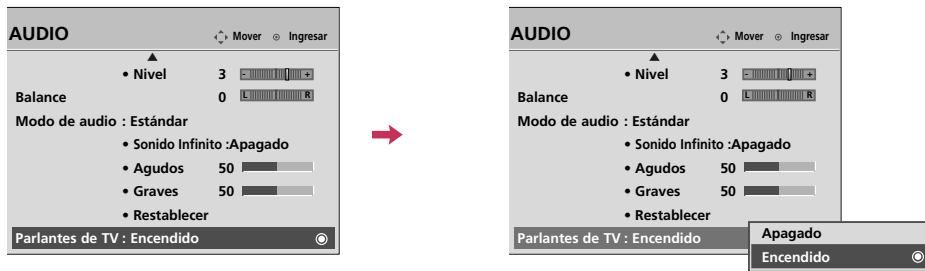 AUDIO Mover Ingresar
• Nivel 3 - +
Balance 0 L R
Modo de audio : Estándar
• Sonido Infinito :Apagado
• Agudos 50
• Graves 50
• Restablecer
Parlantes de TV : Encendido
AUDIO Mover Ingresar
• Nivel 3 - +
Balance 0 L R
Modo de audio : Estándar
• Sonido Infinito :Apagado
• Agudos 50
• Graves 50
• Restablecer
Parlantes de TV : Encendido
Apagado
Encendido